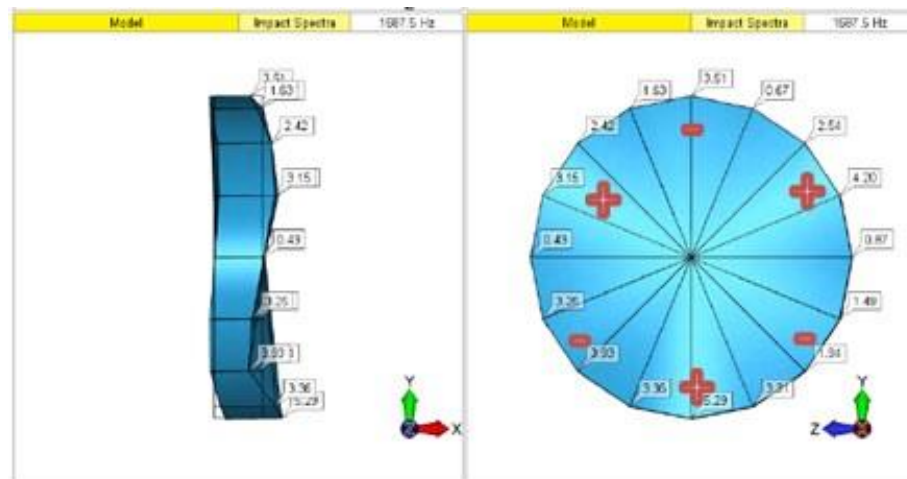 Model Impact Spectra 1687.5 Hz
3.51
1.63
2.42
3.15
0.43
3.25
3.36
5.29
Y
Z X
Model Impact Spectra 1687.5 Hz
3.51
1.63 0.67
2.42 2.54
3.15 4.20
0.43 0.87
3.25 1.49
3.93 1.94
3.36 3.31
5.29
Y
Z X